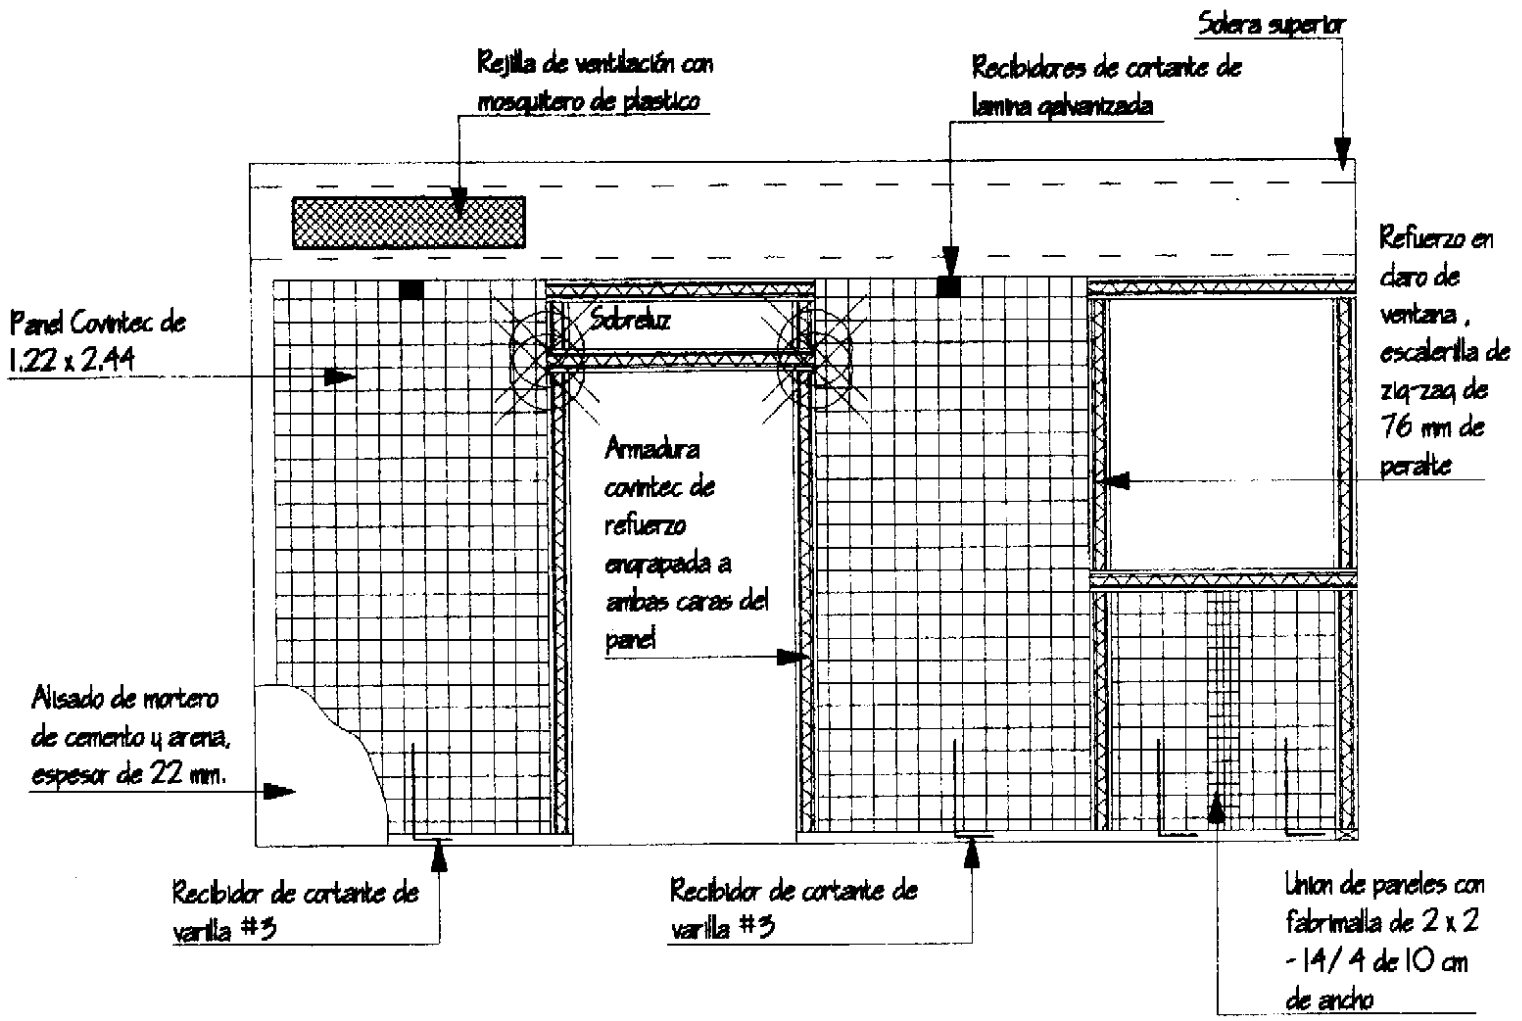 Solera superior
Rejilla de ventilación con
mosquitero de plastico
Recibidores de cortante de
lamina galvanizada
Refuerzo en
claro de
ventana ,
escalerilla de
zig-zag de
76 mm de
peralte
Panel Covintec de
1.22 x 2.44
Sobreluz
Armadura
covintec de
refuerzo
engrapada a
ambas caras del
panel
Alisado de mortero
de cemento y arena,
espesor de 22 mm.
Recibidor de cortante de
varilla #3
Recibidor de cortante de
varilla #3
Union de paneles con
fabrimalla de 2 x 2
- 14/ 4 de 10 cm
de ancho